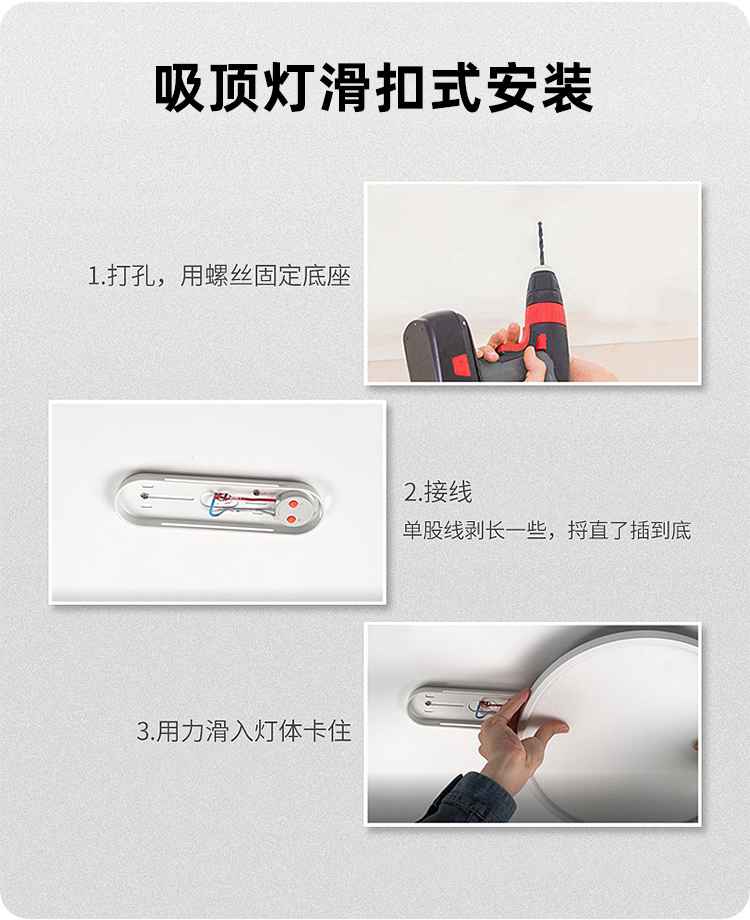 吸顶灯滑扣式安装
1.打孔，用螺丝固定底座
2.接线
单股线剥长一些，捋直了插到底
3.用力滑入灯体卡住